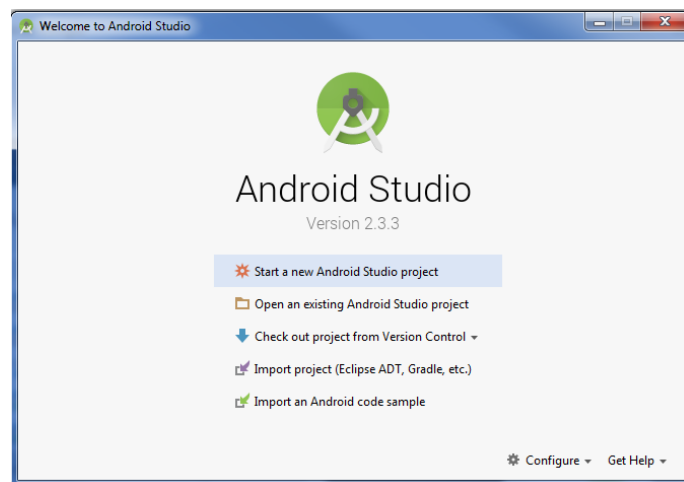 Welcome to Android Studio
Android Studio
Version 2.3.3
Start a new Android Studio project
Open an existing Android Studio project
Check out project from Version Control
Import project (Eclipse ADT, Gradle, etc.)
Import an Android code sample
Configure Get Help